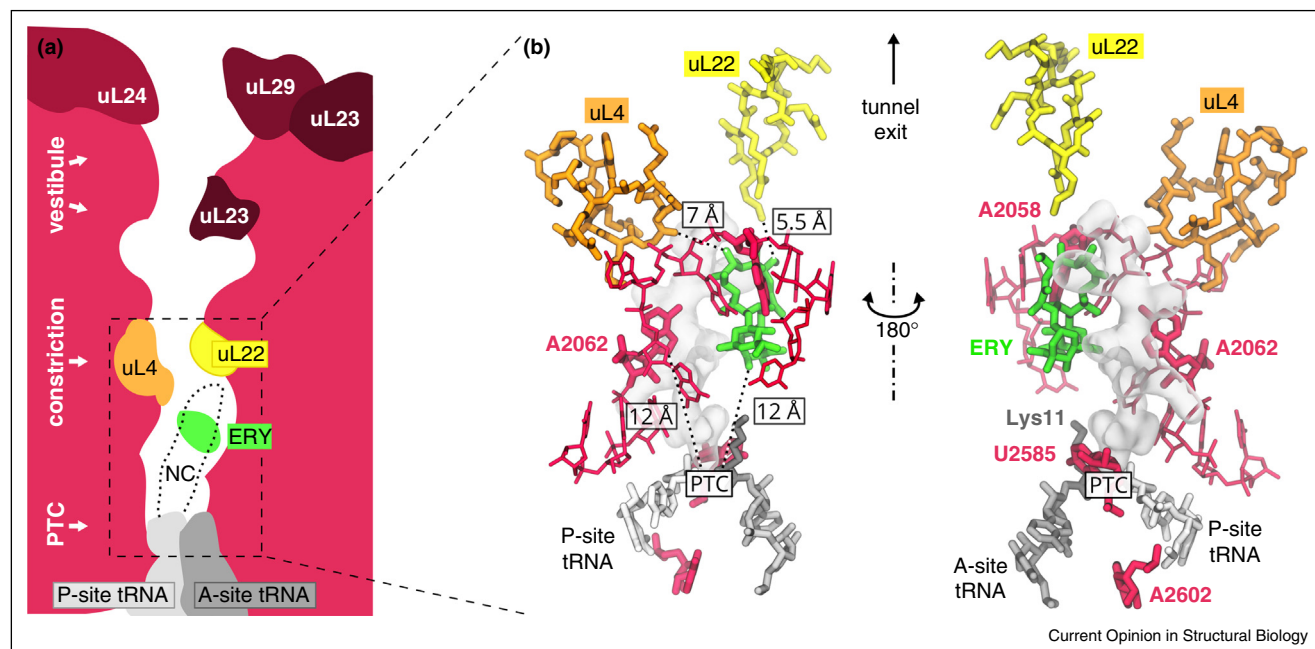 (a)
uL24
uL29
uL23
uL23
vestibule
constriction
PTC
uL4
uL22
ERY
NC
P-site tRNA
A-site tRNA
(b)
uL22
uL4
7 Å
5.5 Å
A2062
12 Å
12 Å
PTC
P-site
tRNA
tunnel
exit
180°
uL22
uL4
A2058
ERY
A2062
Lys11
U2585
PTC
P-site
tRNA
A-site
tRNA
A2602
Current Opinion in Structural Biology